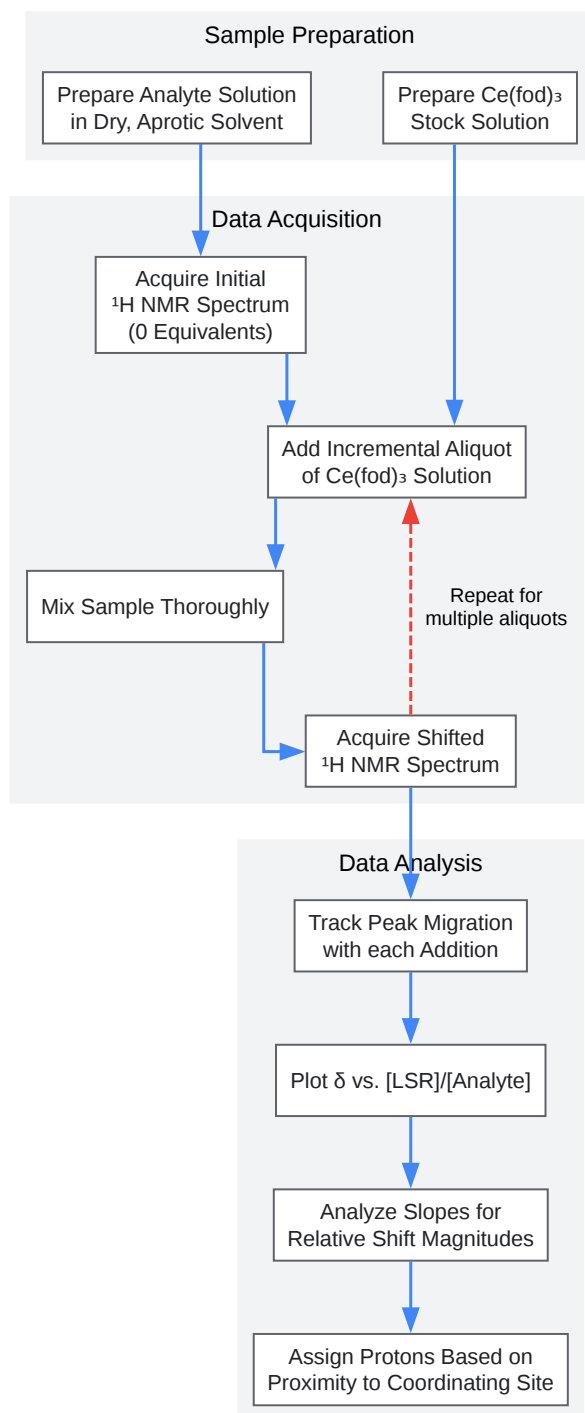 Sample Preparation
Prepare Analyte Solution
in Dry, Aprotic Solvent
Prepare Ce(fod)₃
Stock Solution
Data Acquisition
Acquire Initial
¹H NMR Spectrum
(0 Equivalents)
Add Incremental Aliquot
of Ce(fod)₃ Solution
Mix Sample Thoroughly
Repeat for
multiple aliquots
Acquire Shifted
¹H NMR Spectrum
Data Analysis
Track Peak Migration
with each Addition
Plot δ vs. [LSR]/[Analyte]
Analyze Slopes for
Relative Shift Magnitudes
Assign Protons Based on
Proximity to Coordinating Site